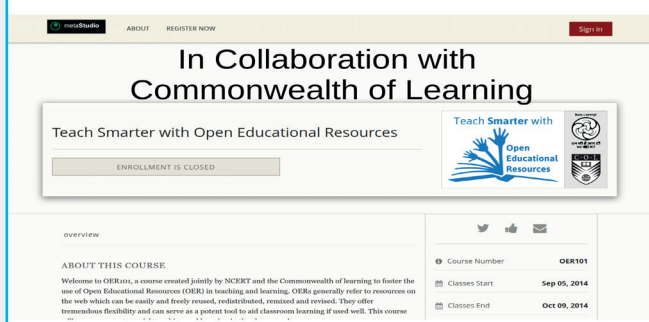 metaStudio ABOUT REGISTER NOW Sign in
In Collaboration with
Commonwealth of Learning
Teach Smarter with Open Educational Resources
ENROLLMENT IS CLOSED
Teach Smarter with
Open
Educational
Resources
NCERT
C·O·L
overview
ABOUT THIS COURSE
Welcome to OER101, a course created jointly by NCERT and the Commonwealth of learning to foster the
use of Open Educational Resources (OER) in teaching and learning. OERs generally refer to resources on
the web which can be easily and freely reused, redistributed, remixed and revised. They offer
tremendous flexibility and can serve as a potent tool to aid classroom learning if used well. This course
Course Number OER101
Classes Start Sep 05, 2014
Classes End Oct 09, 2014